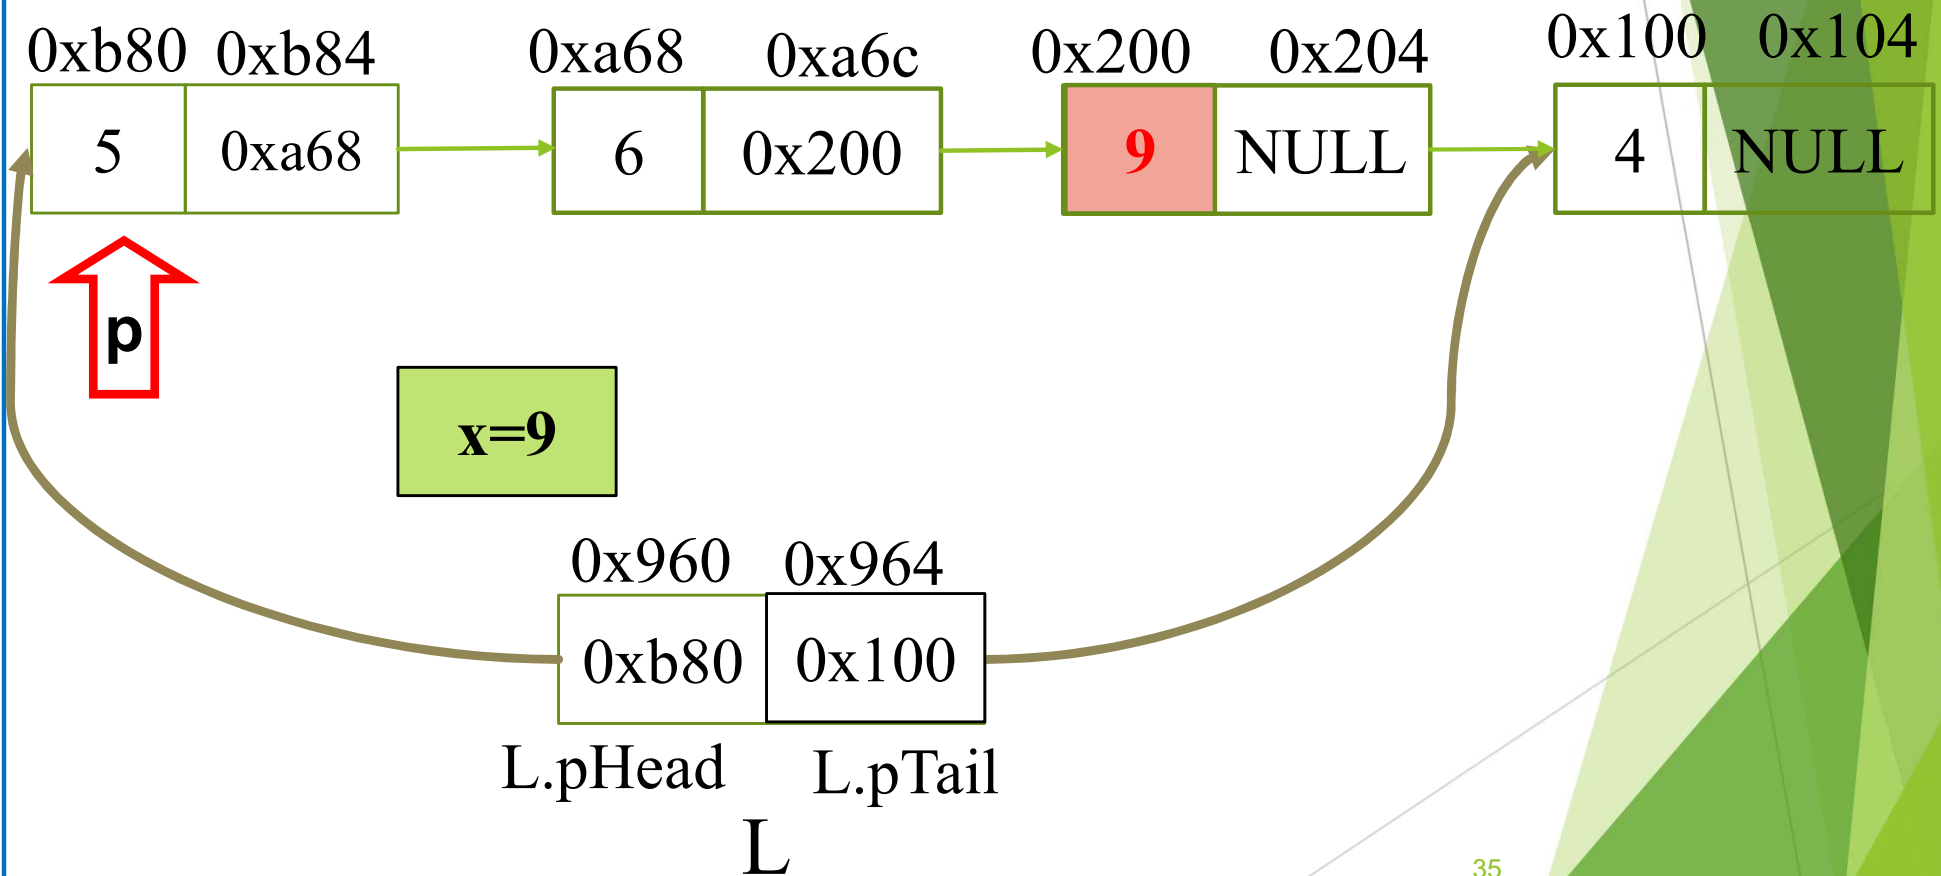 0xb80 0xb84 0xa68 0xa6c 0x200 0x204 0x100 0x104
5 0xa68 6 0x200 9 NULL 4 NULL
p
x=9
0x960 0x964
0xb80 0x100
L.pHead L.pTail
L
35